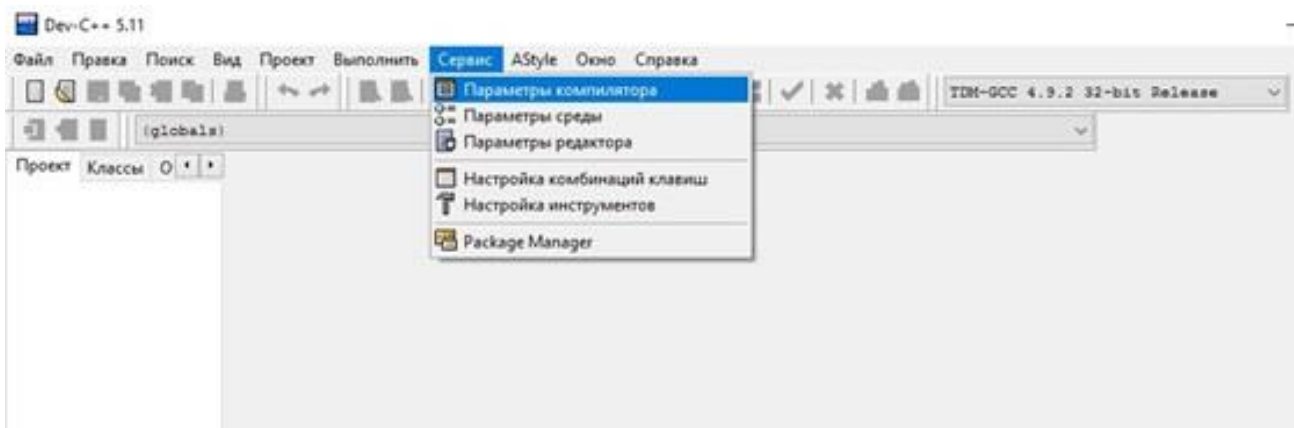 Dev-C++ 5.11
Файл Правка Поиск Вид Проект Выполнить Сервис AStyle Окно Справка
Параметры компилятора
TDM-GCC 4.9.2 32-bit Release
Параметры среды
(globals)
Параметры редактора
Проект Классы О
Настройка комбинаций клавиш
Настройка инструментов
Package Manager